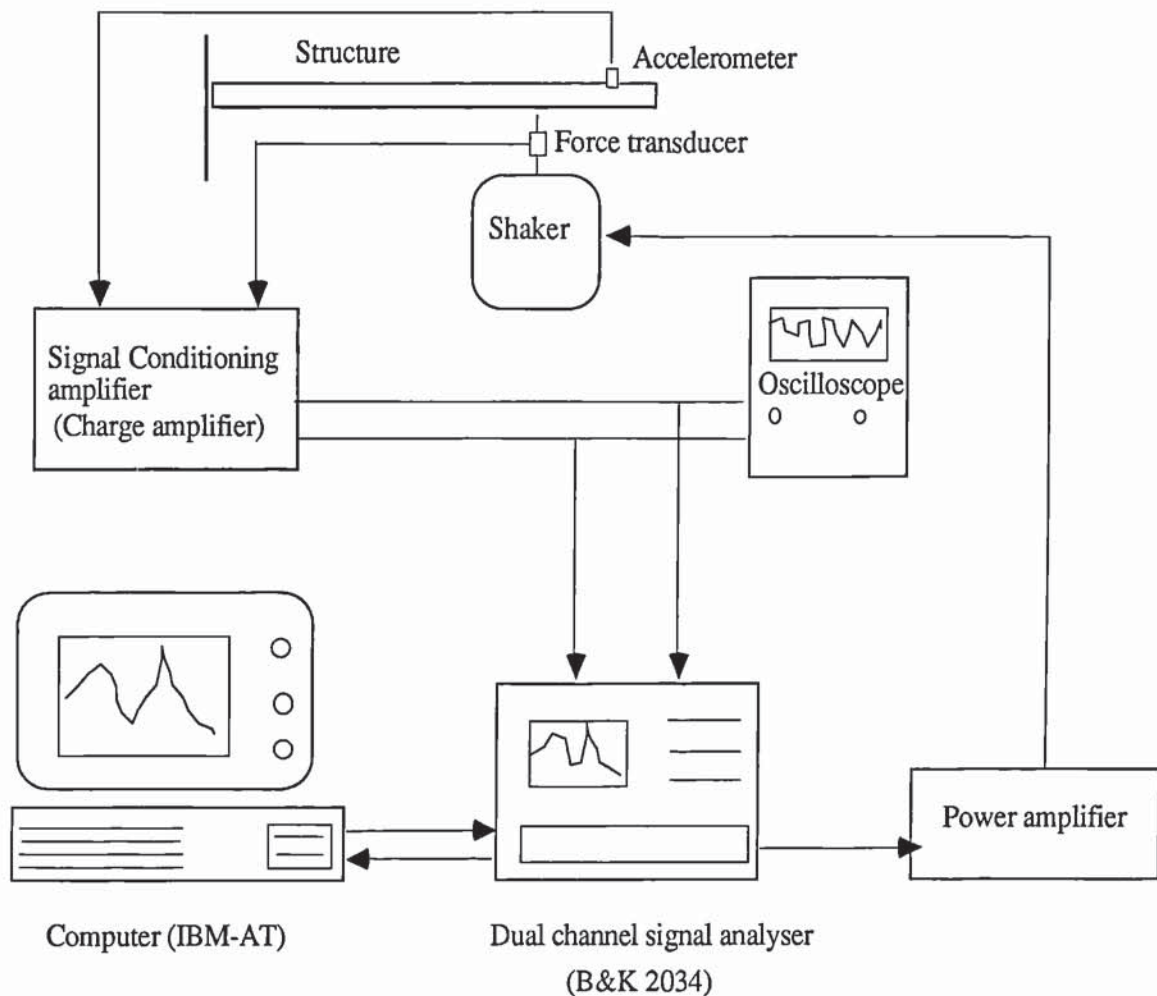 Structure
Accelerometer
Force transducer
Shaker
Signal Conditioning
amplifier
(Charge amplifier)
Oscilloscope
Power amplifier
Computer (IBM-AT)
Dual channel signal analyser
(B&K 2034)